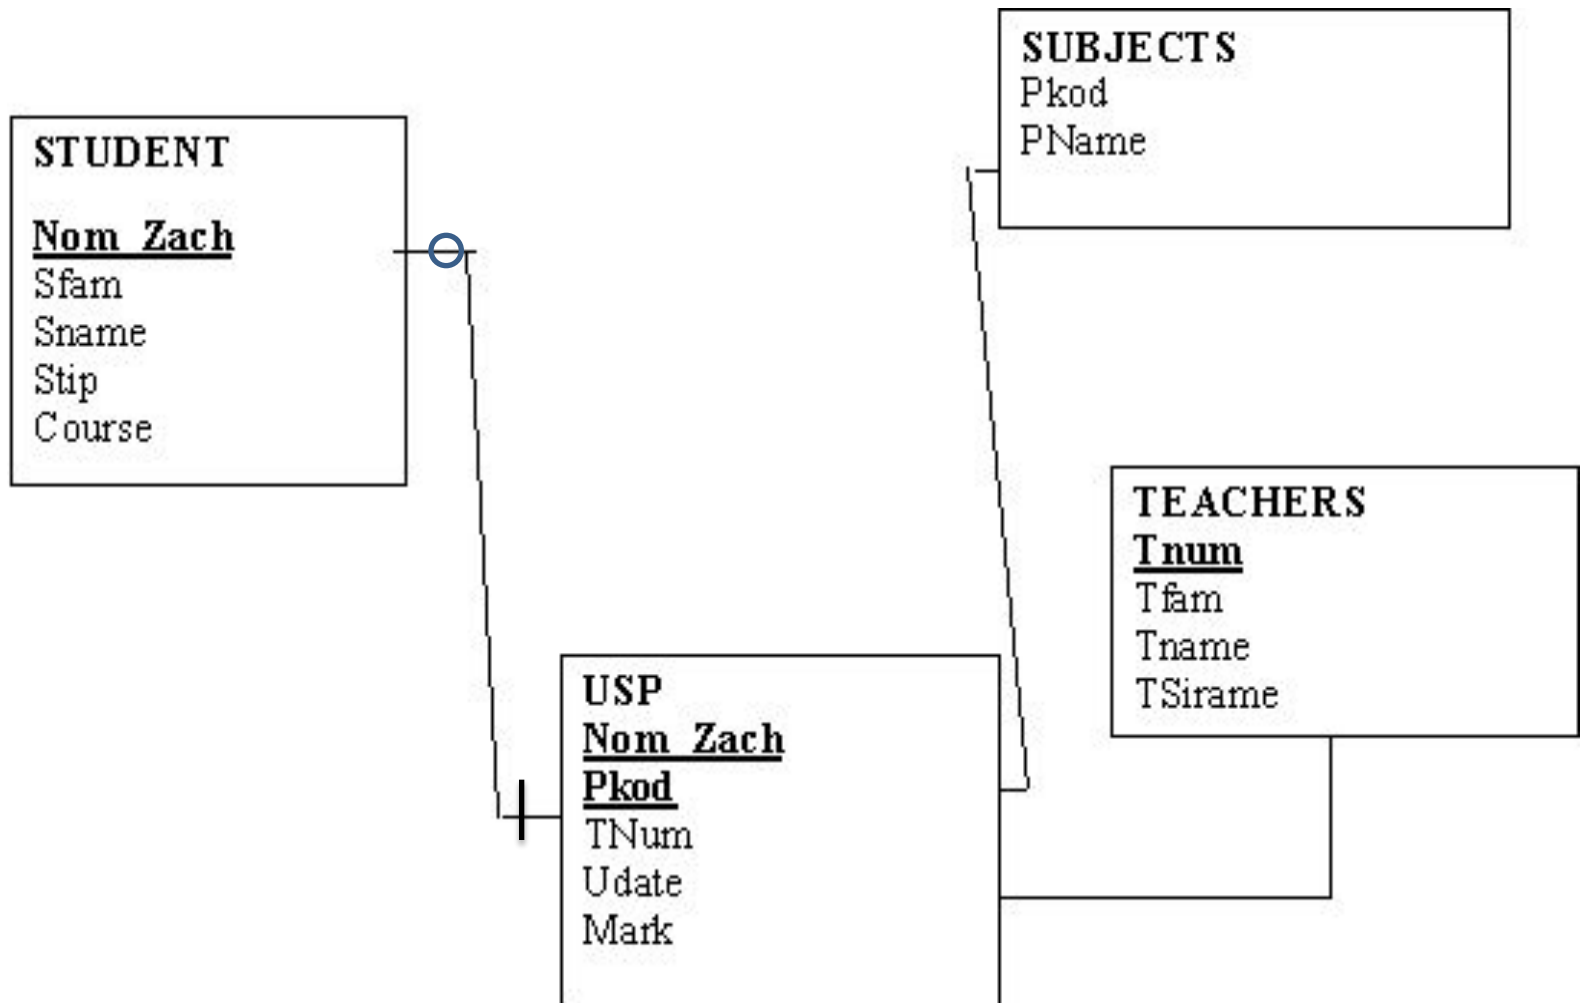 STUDENT
Nom_Zach
Sfam
Sname
Stip
Course
SUBJECTS
Pkod
PName
TEACHERS
Tnum
Tfam
Tname
TSirame
USP
Nom_Zach
Pkod
TNum
Udate
Mark